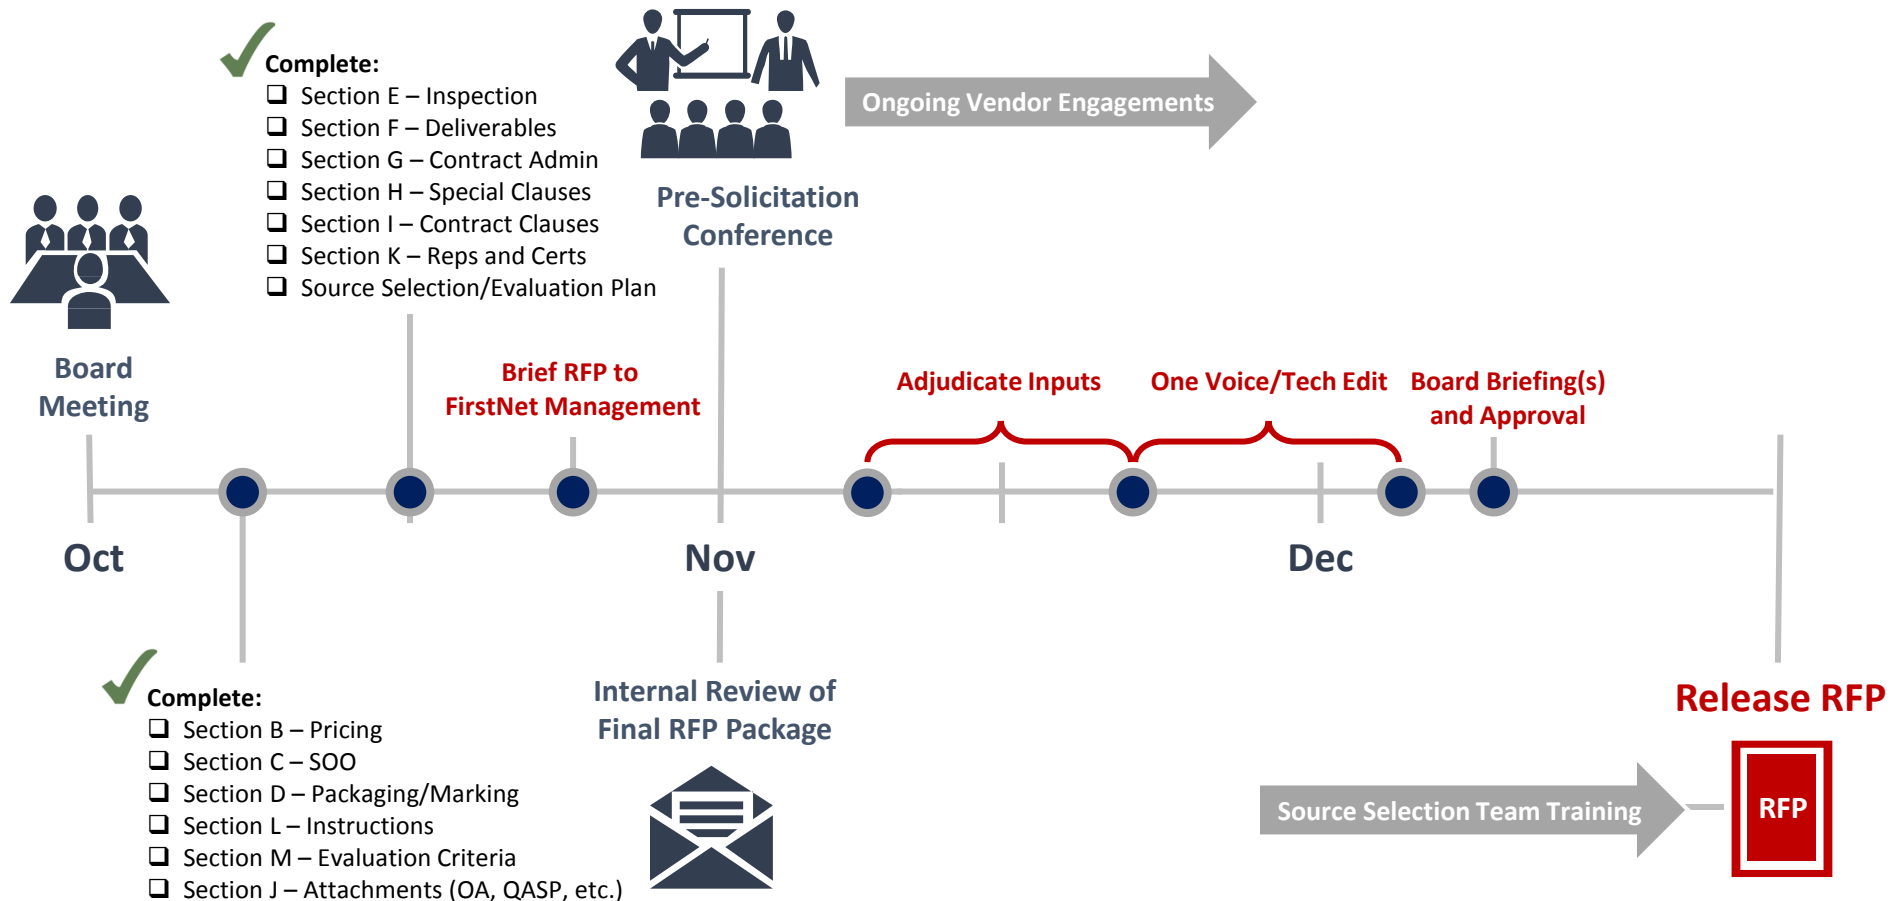 Complete:
Section E – Inspection
Section F – Deliverables
Section G – Contract Admin
Section H – Special Clauses
Section I – Contract Clauses
Section K – Reps and Certs
Source Selection/Evaluation Plan
Ongoing Vendor Engagements
Pre-Solicitation
Conference
Board
Meeting
Brief RFP to
FirstNet Management
Adjudicate Inputs
One Voice/Tech Edit
Board Briefing(s)
and Approval
Oct
Nov
Dec
Complete:
Section B – Pricing
Section C – SOO
Section D – Packaging/Marking
Section L – Instructions
Section M – Evaluation Criteria
Section J – Attachments (OA, QASP, etc.)
Internal Review of
Final RFP Package
Release RFP
Source Selection Team Training
RFP